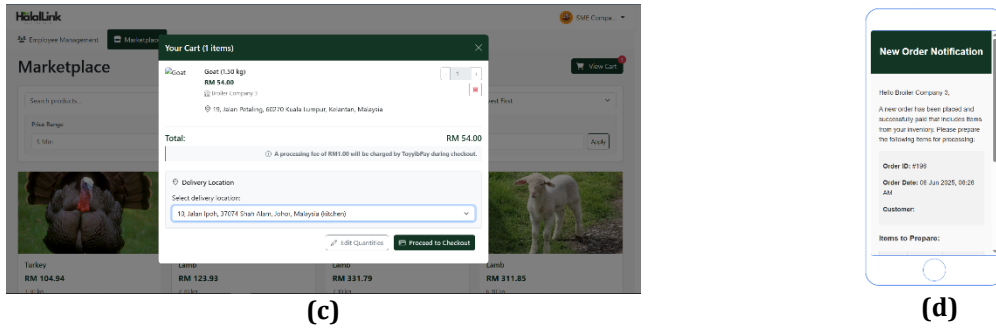 HalalLink
SME Compa...
Employee Management
Marketplace
Marketplace
View Cart
Search products...
Price Range
Apply
Your Cart (1 items)
Goat
Goat (1.50 kg)
RM 54.00
Broiler Company 3
19, Jalan Petaling, 60270 Kuala Lumpur, Kelantan, Malaysia
1
Total:
RM 54.00
A processing fee of RM1.00 will be charged by ToyyibPay during checkout.
Delivery Location
Select delivery location:
10, Jalan Ipoh, 37074 Shah Alam, Johor, Malaysia (kitchen)
Edit Quantities
Proceed to Checkout
Turkey
RM 104.94
Lamb
RM 123.93
Lamb
RM 331.79
Lamb
RM 311.85
(c)
New Order Notification
Hello Broiler Company 3,
A new order has been placed and
successfully paid that includes items
from your inventory. Please prepare
the following items for processing:
Order ID: #198
Order Date: 08 Jun 2025, 08:26
AM
Customer:
Items to Prepare:
(d)